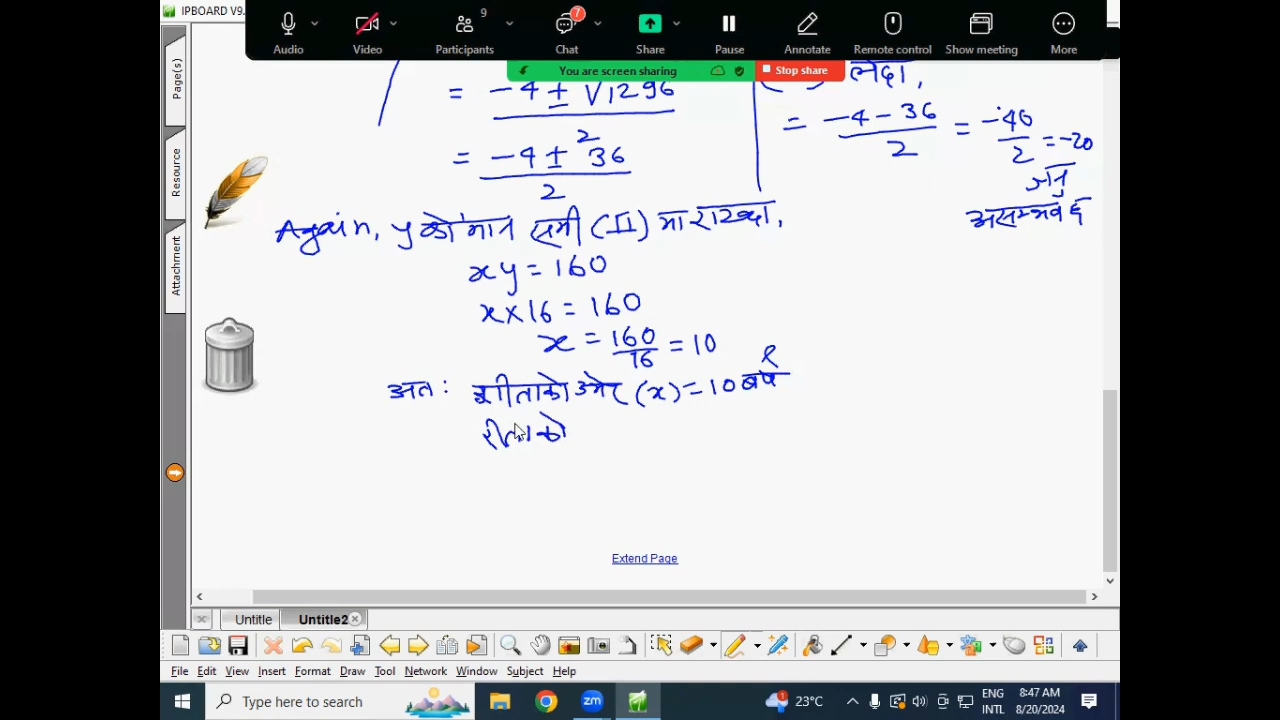 IPBOARD V9.
9
7
Audio Video Participants Chat Share Pause Annotate Remote control Show meeting More
You are screen sharing Stop share
Page(s)
Resource
Attachment
= -4 ± √1296 / 2
= -4 ± 36 / 2
लिंदा,
= -4 - 36 / 2 = -40 / 2 = -20
जुन
असम्भव छ
Again, y को मान समी (II) मा राख्दा,
xy = 160
x × 16 = 160
x = 160 / 16 = 10
अतः गीताको उमेर (x) = 10 वर्ष र
रीताको
Extend Page
Untitle Untitle2
File Edit View Insert Format Draw Tool Network Window Subject Help
Type here to search
23°C
ENG
INTL
8:47 AM
8/20/2024